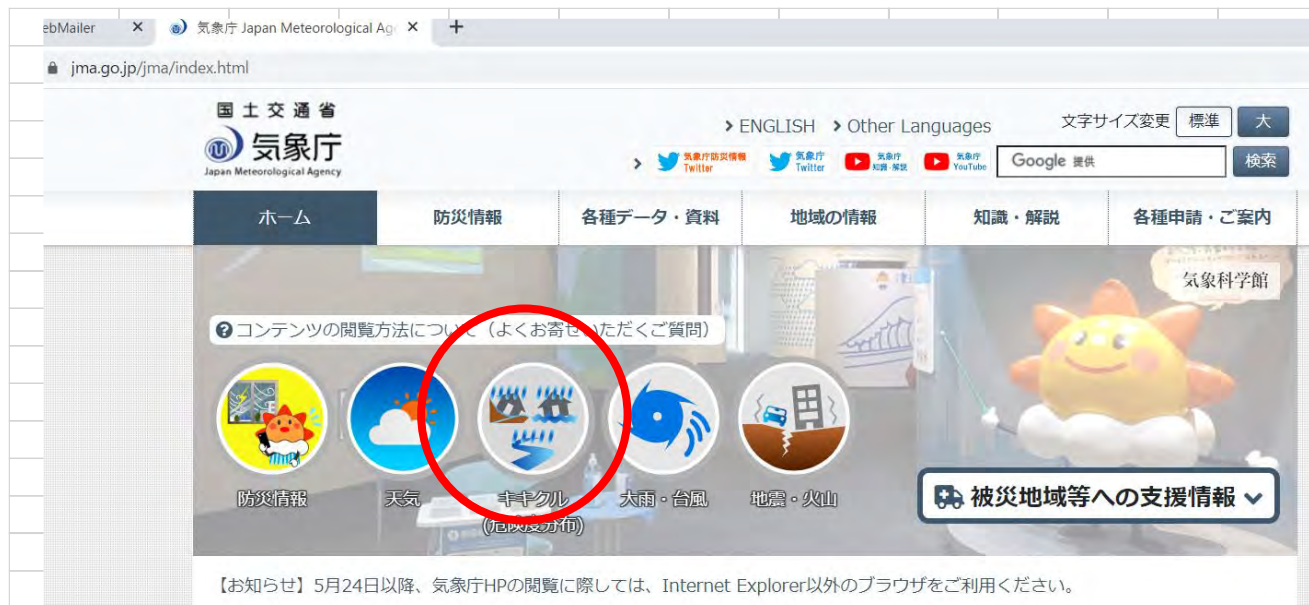 ebMailer
気象庁 Japan Meteorological Ag
jma.go.jp/jma/index.html
国土交通省
気象庁
Japan Meteorological Agency
ENGLISH Other Languages
文字サイズ変更 標準 大
気象庁防災情報
Twitter
気象庁
Twitter
気象庁
知識・解説
気象庁
YouTube
Google 提供
検索
ホーム 防災情報 各種データ・資料 地域の情報 知識・解説 各種申請・ご案内
気象科学館
コンテンツの閲覧方法について(よくお寄せいただくご質問)
防災情報 天気 キキクル 大雨・台風 地震・火山
(危険度分布)
被災地域等への支援情報
【お知らせ】5月24日以降、気象庁HPの閲覧に際しては、Internet Explorer以外のブラウザをご利用ください。